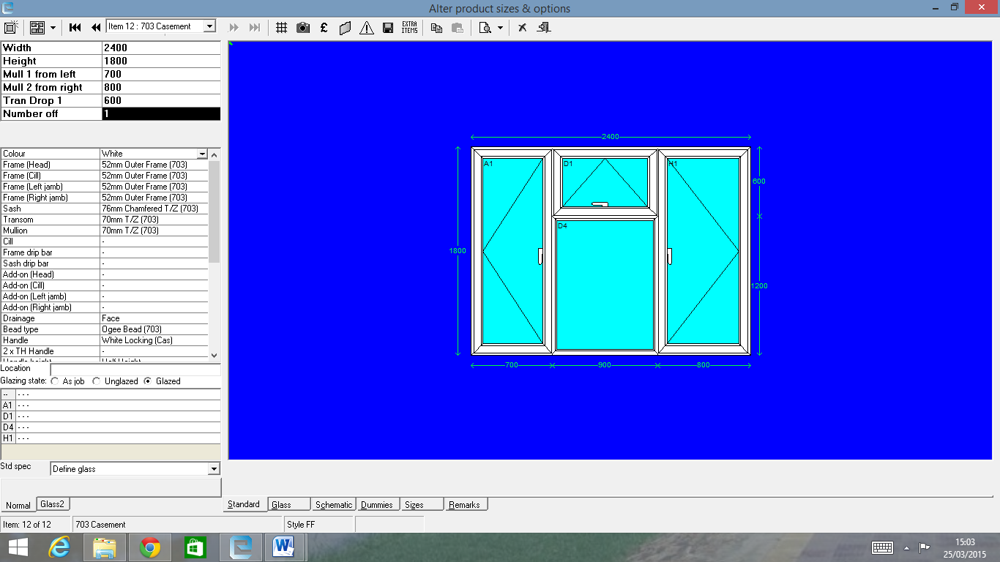 Alter product sizes & options
Item 12 : 703 Casement
£
EXTRA
ITEMS
Width 2400
Height 1800
Mull 1 from left 700
Mull 2 from right 800
Tran Drop 1 600
Number off 1
Colour White
Frame (Head) 52mm Outer Frame (703)
Frame (Cill) 52mm Outer Frame (703)
Frame (Left jamb) 52mm Outer Frame (703)
Frame (Right jamb) 52mm Outer Frame (703)
Sash 76mm Chamfered T/Z (703)
Transom 70mm T/Z (703)
Mullion 70mm T/Z (703)
Cill -
Frame drip bar -
Sash drip bar -
Add-on (Head) -
Add-on (Cill) -
Add-on (Left jamb) -
Add-on (Right jamb) -
Drainage Face
Bead type Ogee Bead (703)
Handle White Locking (Cas)
2 x TH Handle -
Handle height Half Height
Location
Glazing state: As job Unglazed Glazed
-- - - -
A1 - - -
D1 - - -
D4 - - -
H1 - - -
Std spec Define glass
Normal Glass2
2400
A1 D1 H1
600
D4
1800
1200
700 900 800
Standard Glass Schematic Dummies Sizes Remarks
Item: 12 of 12 703 Casement Style FF
15:03
25/03/2015